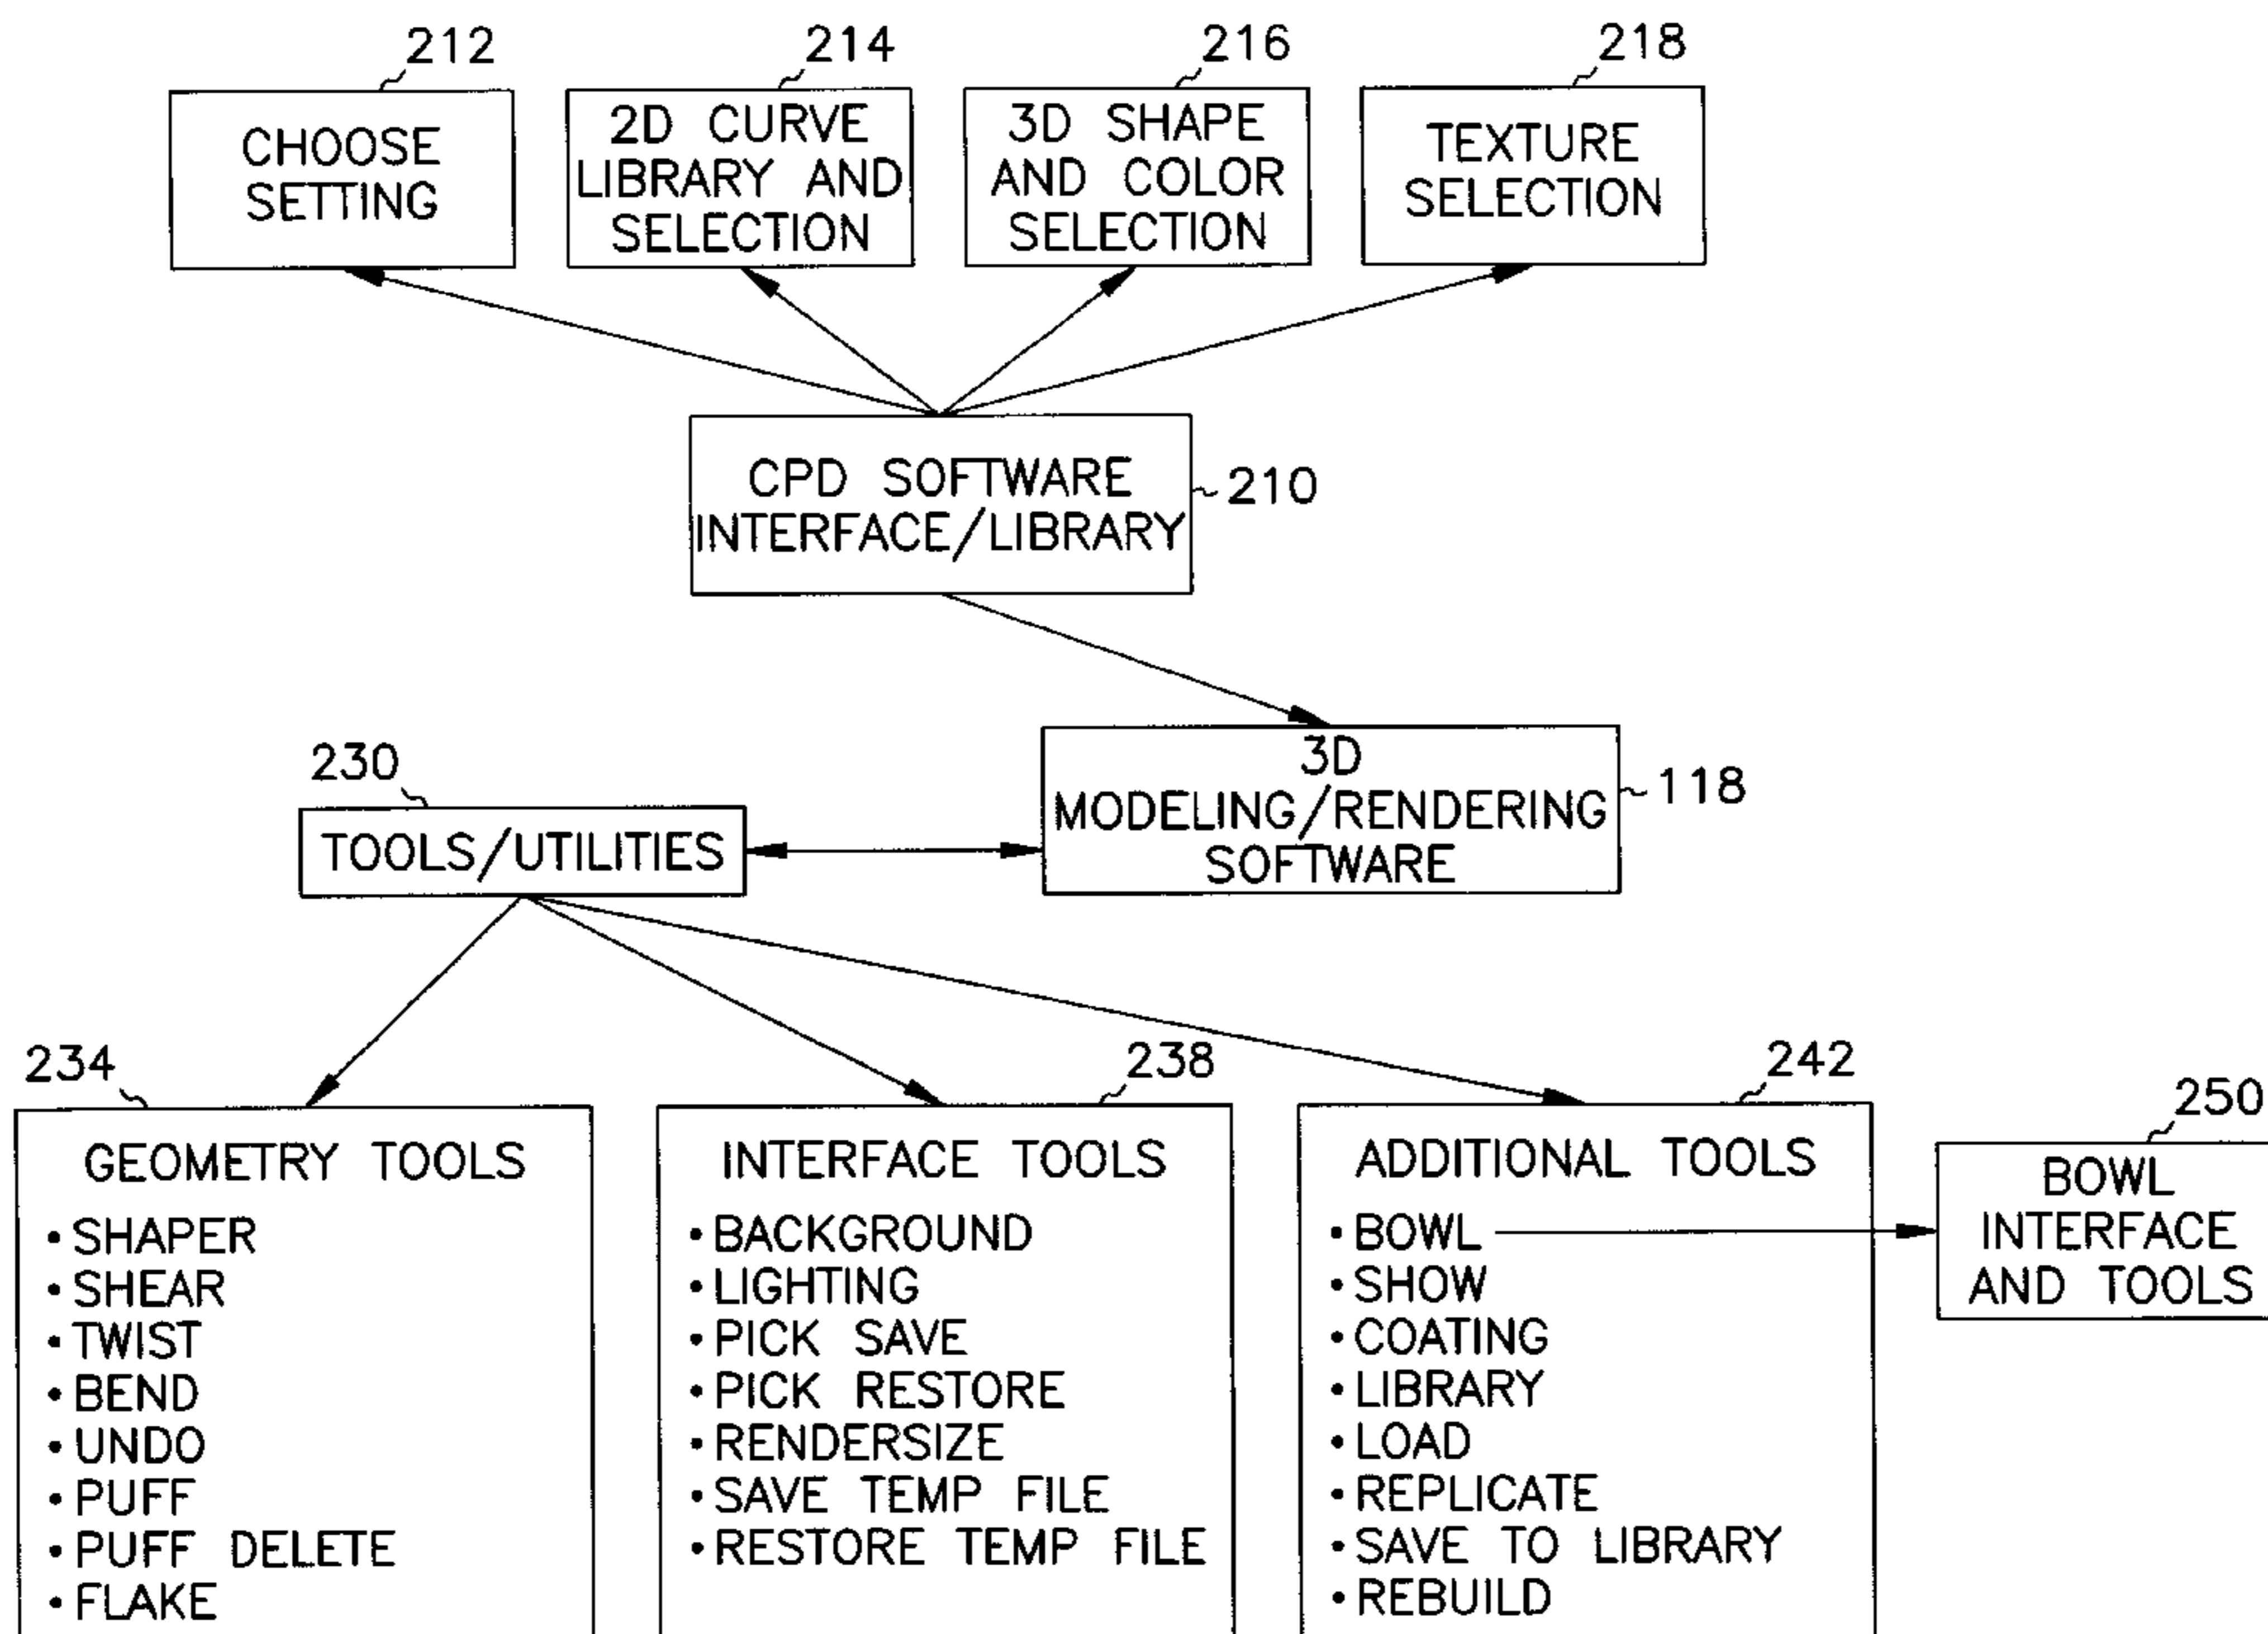 212
214
216
218
CHOOSE
SETTING
2D CURVE
LIBRARY AND
SELECTION
3D SHAPE
AND COLOR
SELECTION
TEXTURE
SELECTION
CPD SOFTWARE
INTERFACE/LIBRARY
210
230
TOOLS/UTILITIES
3D
MODELING/RENDERING
SOFTWARE
118
234
GEOMETRY TOOLS
•SHAPER
•SHEAR
•TWIST
•BEND
•UNDO
•PUFF
•PUFF DELETE
•FLAKE
238
INTERFACE TOOLS
•BACKGROUND
•LIGHTING
•PICK SAVE
•PICK RESTORE
•RENDERSIZE
•SAVE TEMP FILE
•RESTORE TEMP FILE
242
ADDITIONAL TOOLS
•BOWL
•SHOW
•COATING
•LIBRARY
•LOAD
•REPLICATE
•SAVE TO LIBRARY
•REBUILD
250
BOWL
INTERFACE
AND TOOLS